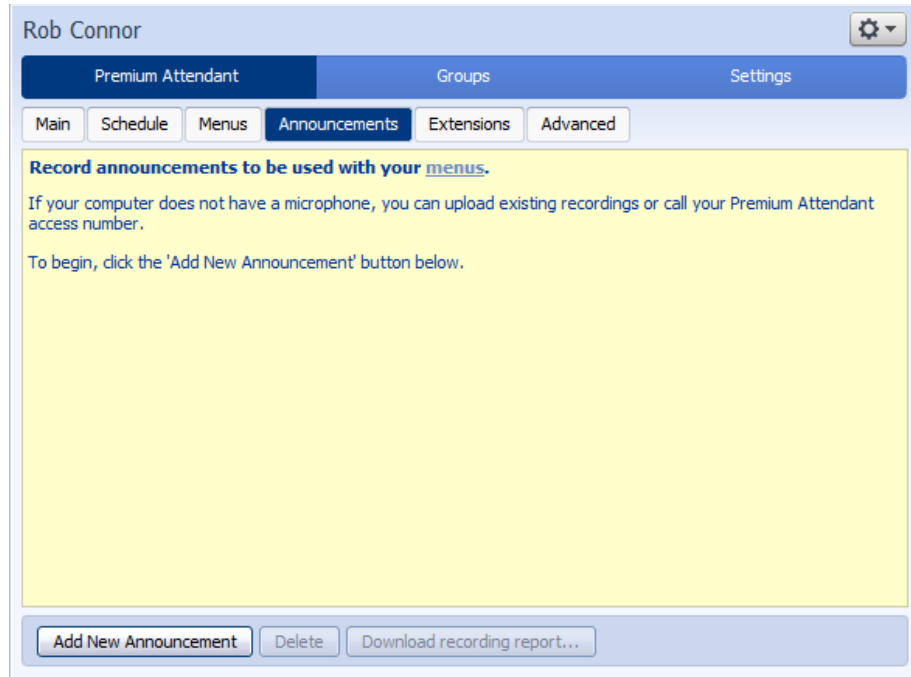 Rob Connor
Premium Attendant Groups Settings
Main Schedule Menus Announcements Extensions Advanced
Record announcements to be used with your menus.
If your computer does not have a microphone, you can upload existing recordings or call your Premium Attendant
access number.
To begin, click the 'Add New Announcement' button below.
Add New Announcement Delete Download recording report...